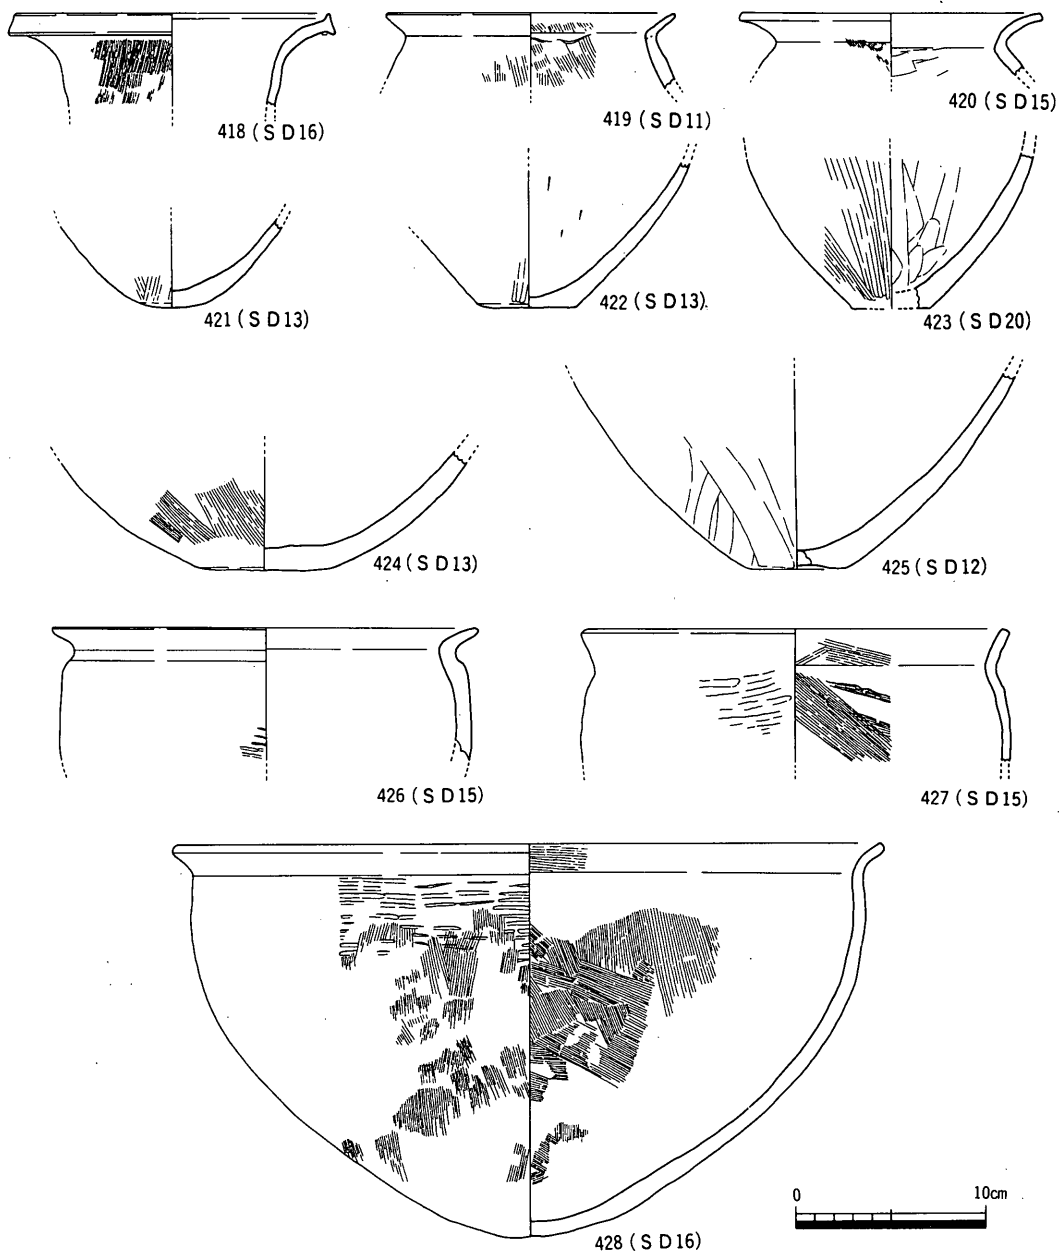 418 (SD16)
419 (SD11)
420 (SD15)
421 (SD13)
422 (SD13)
423 (SD20)
424 (SD13)
425 (SD12)
426 (SD15)
427 (SD15)
0 10cm
428 (SD16)